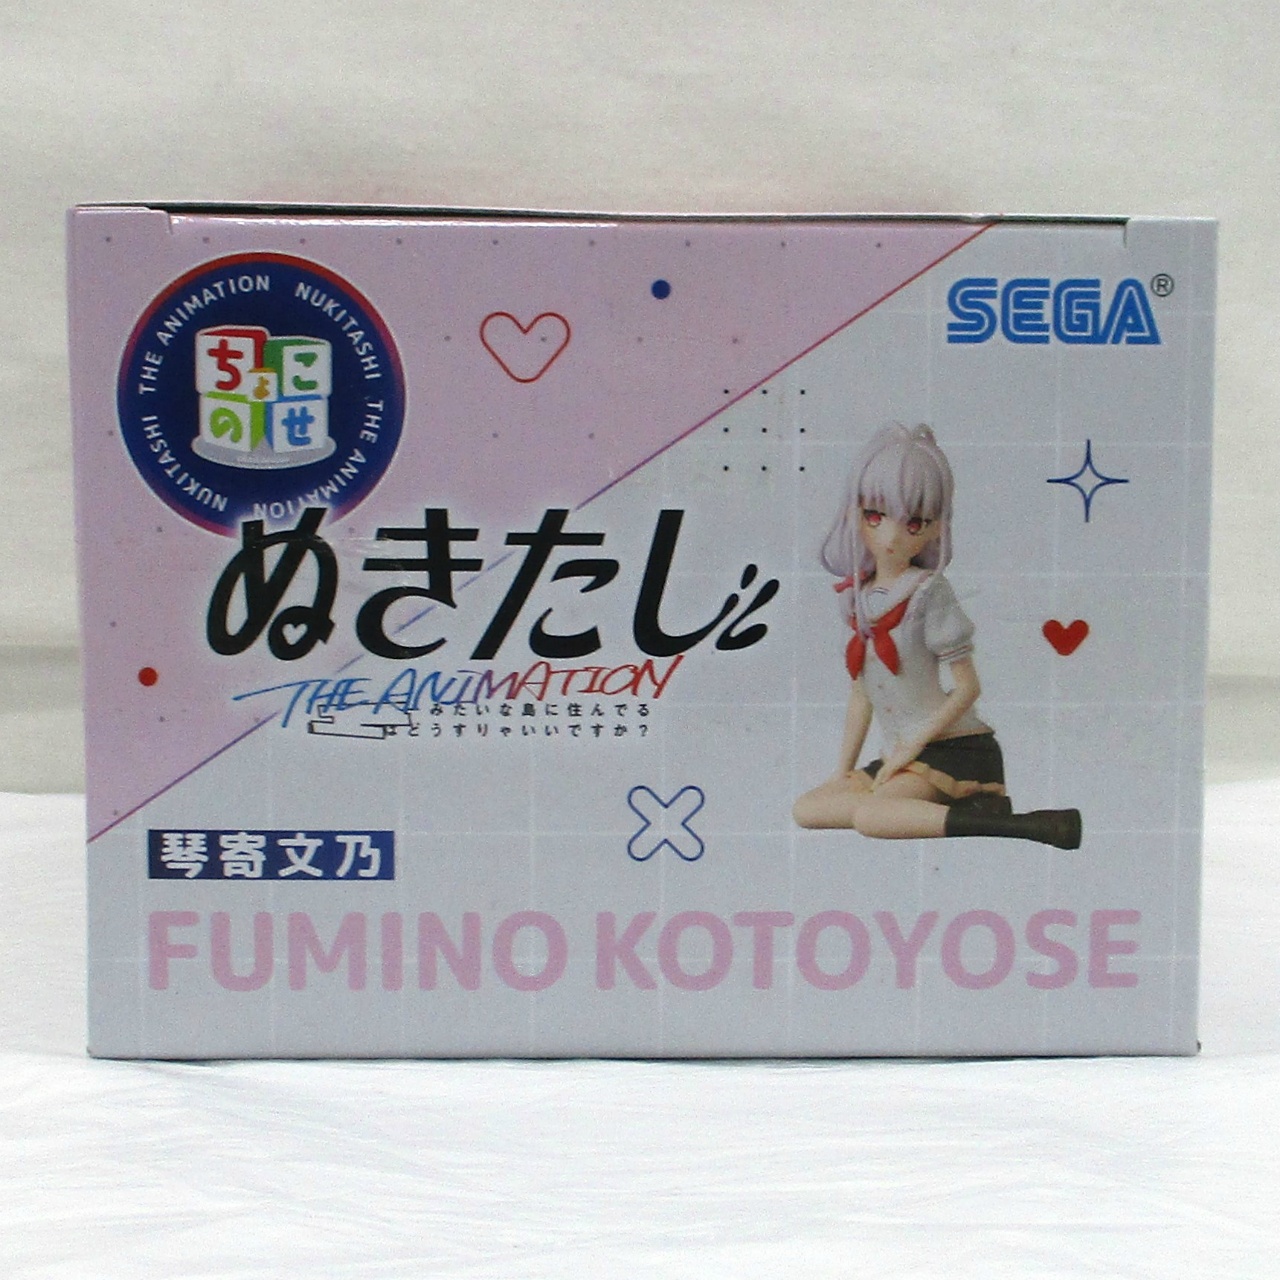 NUKITASHI THE ANIMATION NUKITASHI THE ANIMATION
ちょこ
のせ
SEGA®
ぬきたし
THE ANIMATION
みたいな島に住んでる
はどうすりゃいいですか?
琴寄文乃
FUMINO KOTOYOSE